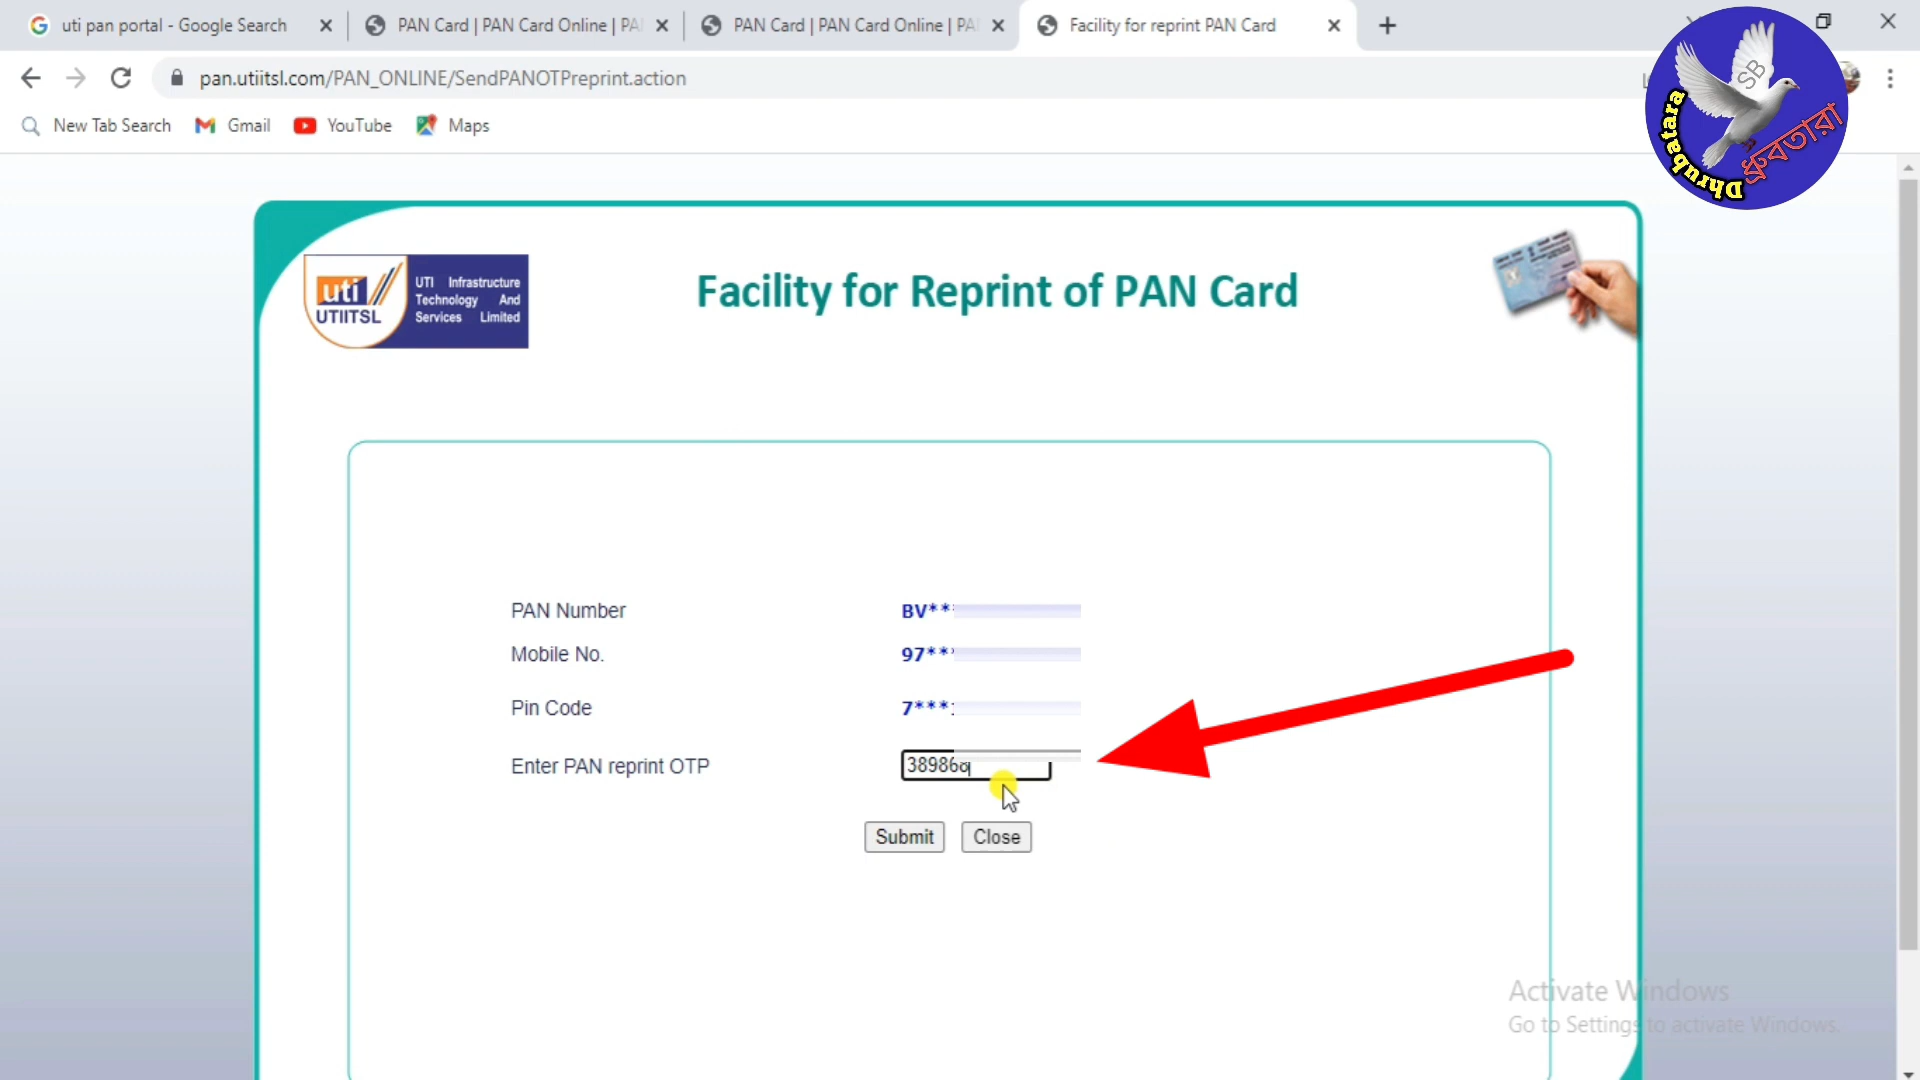 uti pan portal - Google Search
PAN Card | PAN Card Online | PA
PAN Card | PAN Card Online | PA
Facility for reprint PAN Card
pan.utiitsl.com/PAN_ONLINE/SendPANOTPreprint.action
New Tab Search
Gmail
YouTube
Maps
SB
Dhrubatara
ধ্রুবতারা
uti
UTIITSL
UTI Infrastructure
Technology And
Services Limited
Facility for Reprint of PAN Card
PAN Number BV***
Mobile No. 97**
Pin Code 7***
Enter PAN reprint OTP 389868
Submit Close
Activate Windows
Go to Settings to activate Windows.